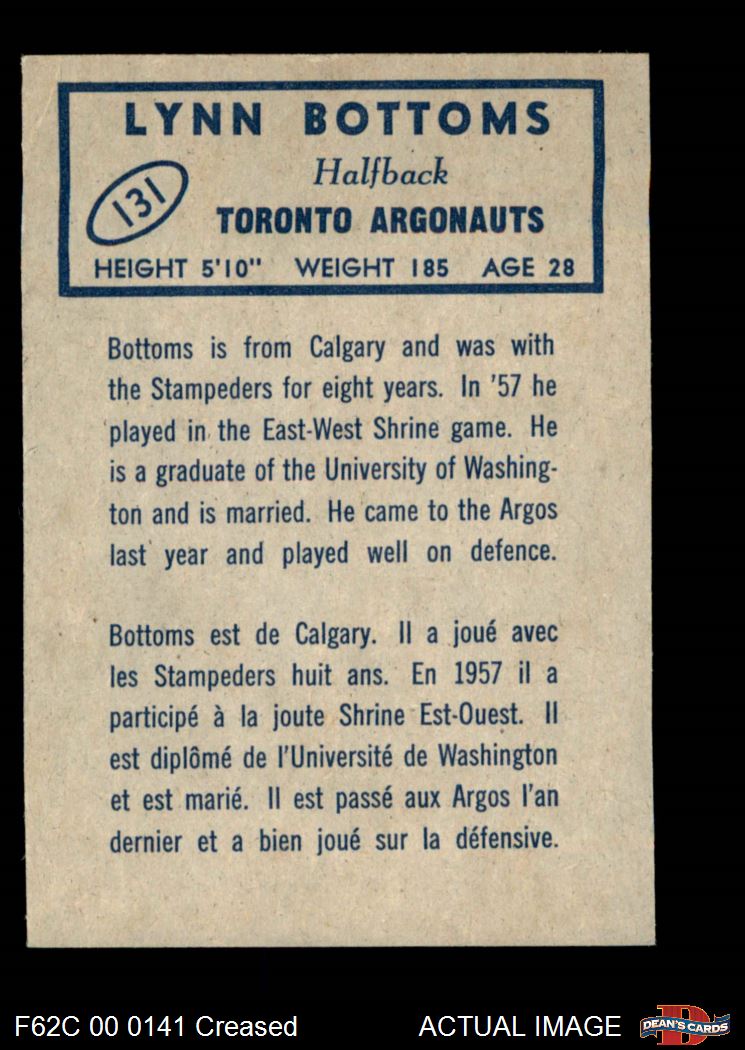 LYNN BOTTOMS
Halfback
131
TORONTO ARGONAUTS
HEIGHT 5'10" WEIGHT 185 AGE 28
Bottoms is from Calgary and was with
the Stampeders for eight years. In '57 he
played in the East-West Shrine game. He
is a graduate of the University of Washing-
ton and is married. He came to the Argos
last year and played well on defence.
Bottoms est de Calgary. Il a joué avec
les Stampeders huit ans. En 1957 il a
participé à la joute Shrine Est-Ouest. Il
est diplômé de l'Université de Washington
et est marié. Il est passé aux Argos l'an
dernier et a bien joué sur la défensive.
F62C 00 0141 Creased ACTUAL IMAGE
D
DEAN'S CARDS